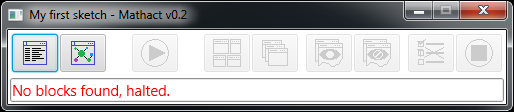 My first sketch - Mathact v0.2
No blocks found, halted.